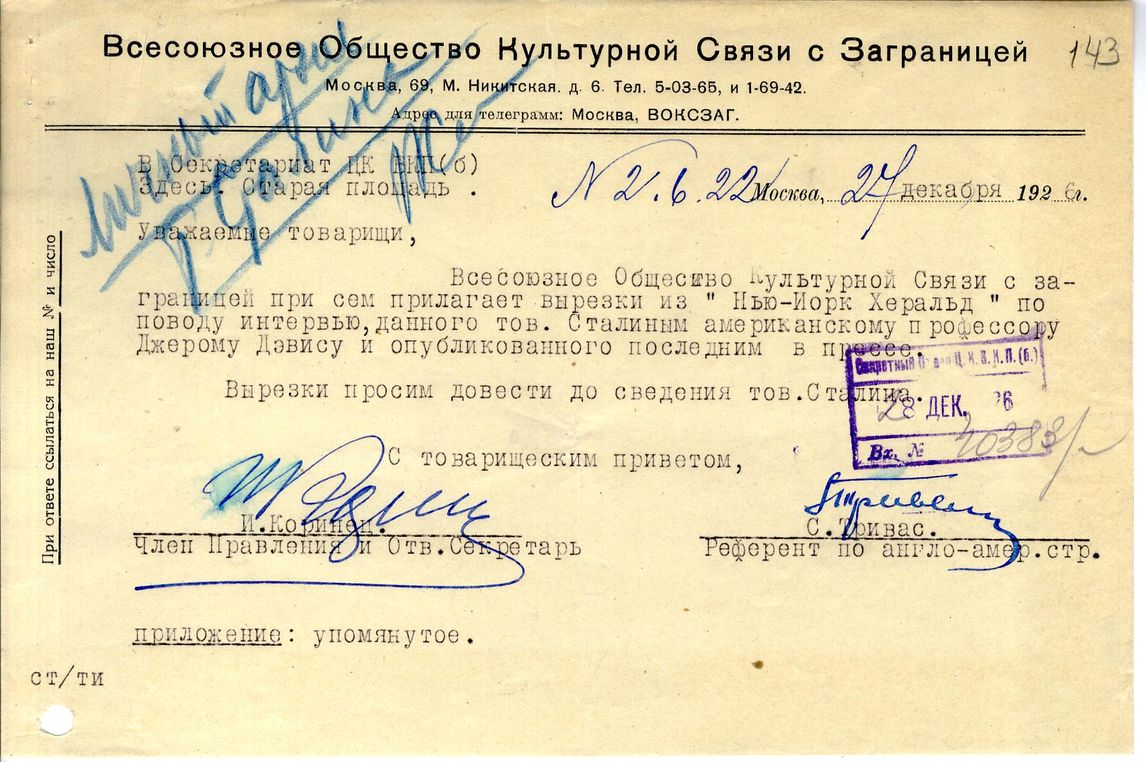 Всесоюзное Общество Культурной Связи с Заграницей
143
Москва, 69, М. Никитская. д. 6. Тел. 5-03-65, и 1-69-42.
Адрес для телеграмм: Москва, ВОКСЗАГ.
Личный архив
В Секретариат ЦК ВКП(б)
Здесь. Старая площадь .
N 2.6.22 Москва, 27 декабря 1926г.
Уважаемые товарищи,
Всесоюзное Общество Культурной Связи с за-
границей при сем прилагает вырезки из " Нью-Иорк Херальд " по
поводу интервью,данного тов. Сталиным американскому профессору
Джерому Дэвису и опубликованного последним в прессе.
Вырезки просим довести до сведения тов.Сталина.
Секретный Отдел Ц. К. В. К. П. (б.)
28 ДЕК. 26
Вх. №
С товарищеским приветом,
И.Коринец.
Член Правления и Отв.Секретарь
С.Тривас.
Референт по англо-амер.стр.
приложение: упомянутое.
ст/ти
При ответе ссылаться на наш № и число